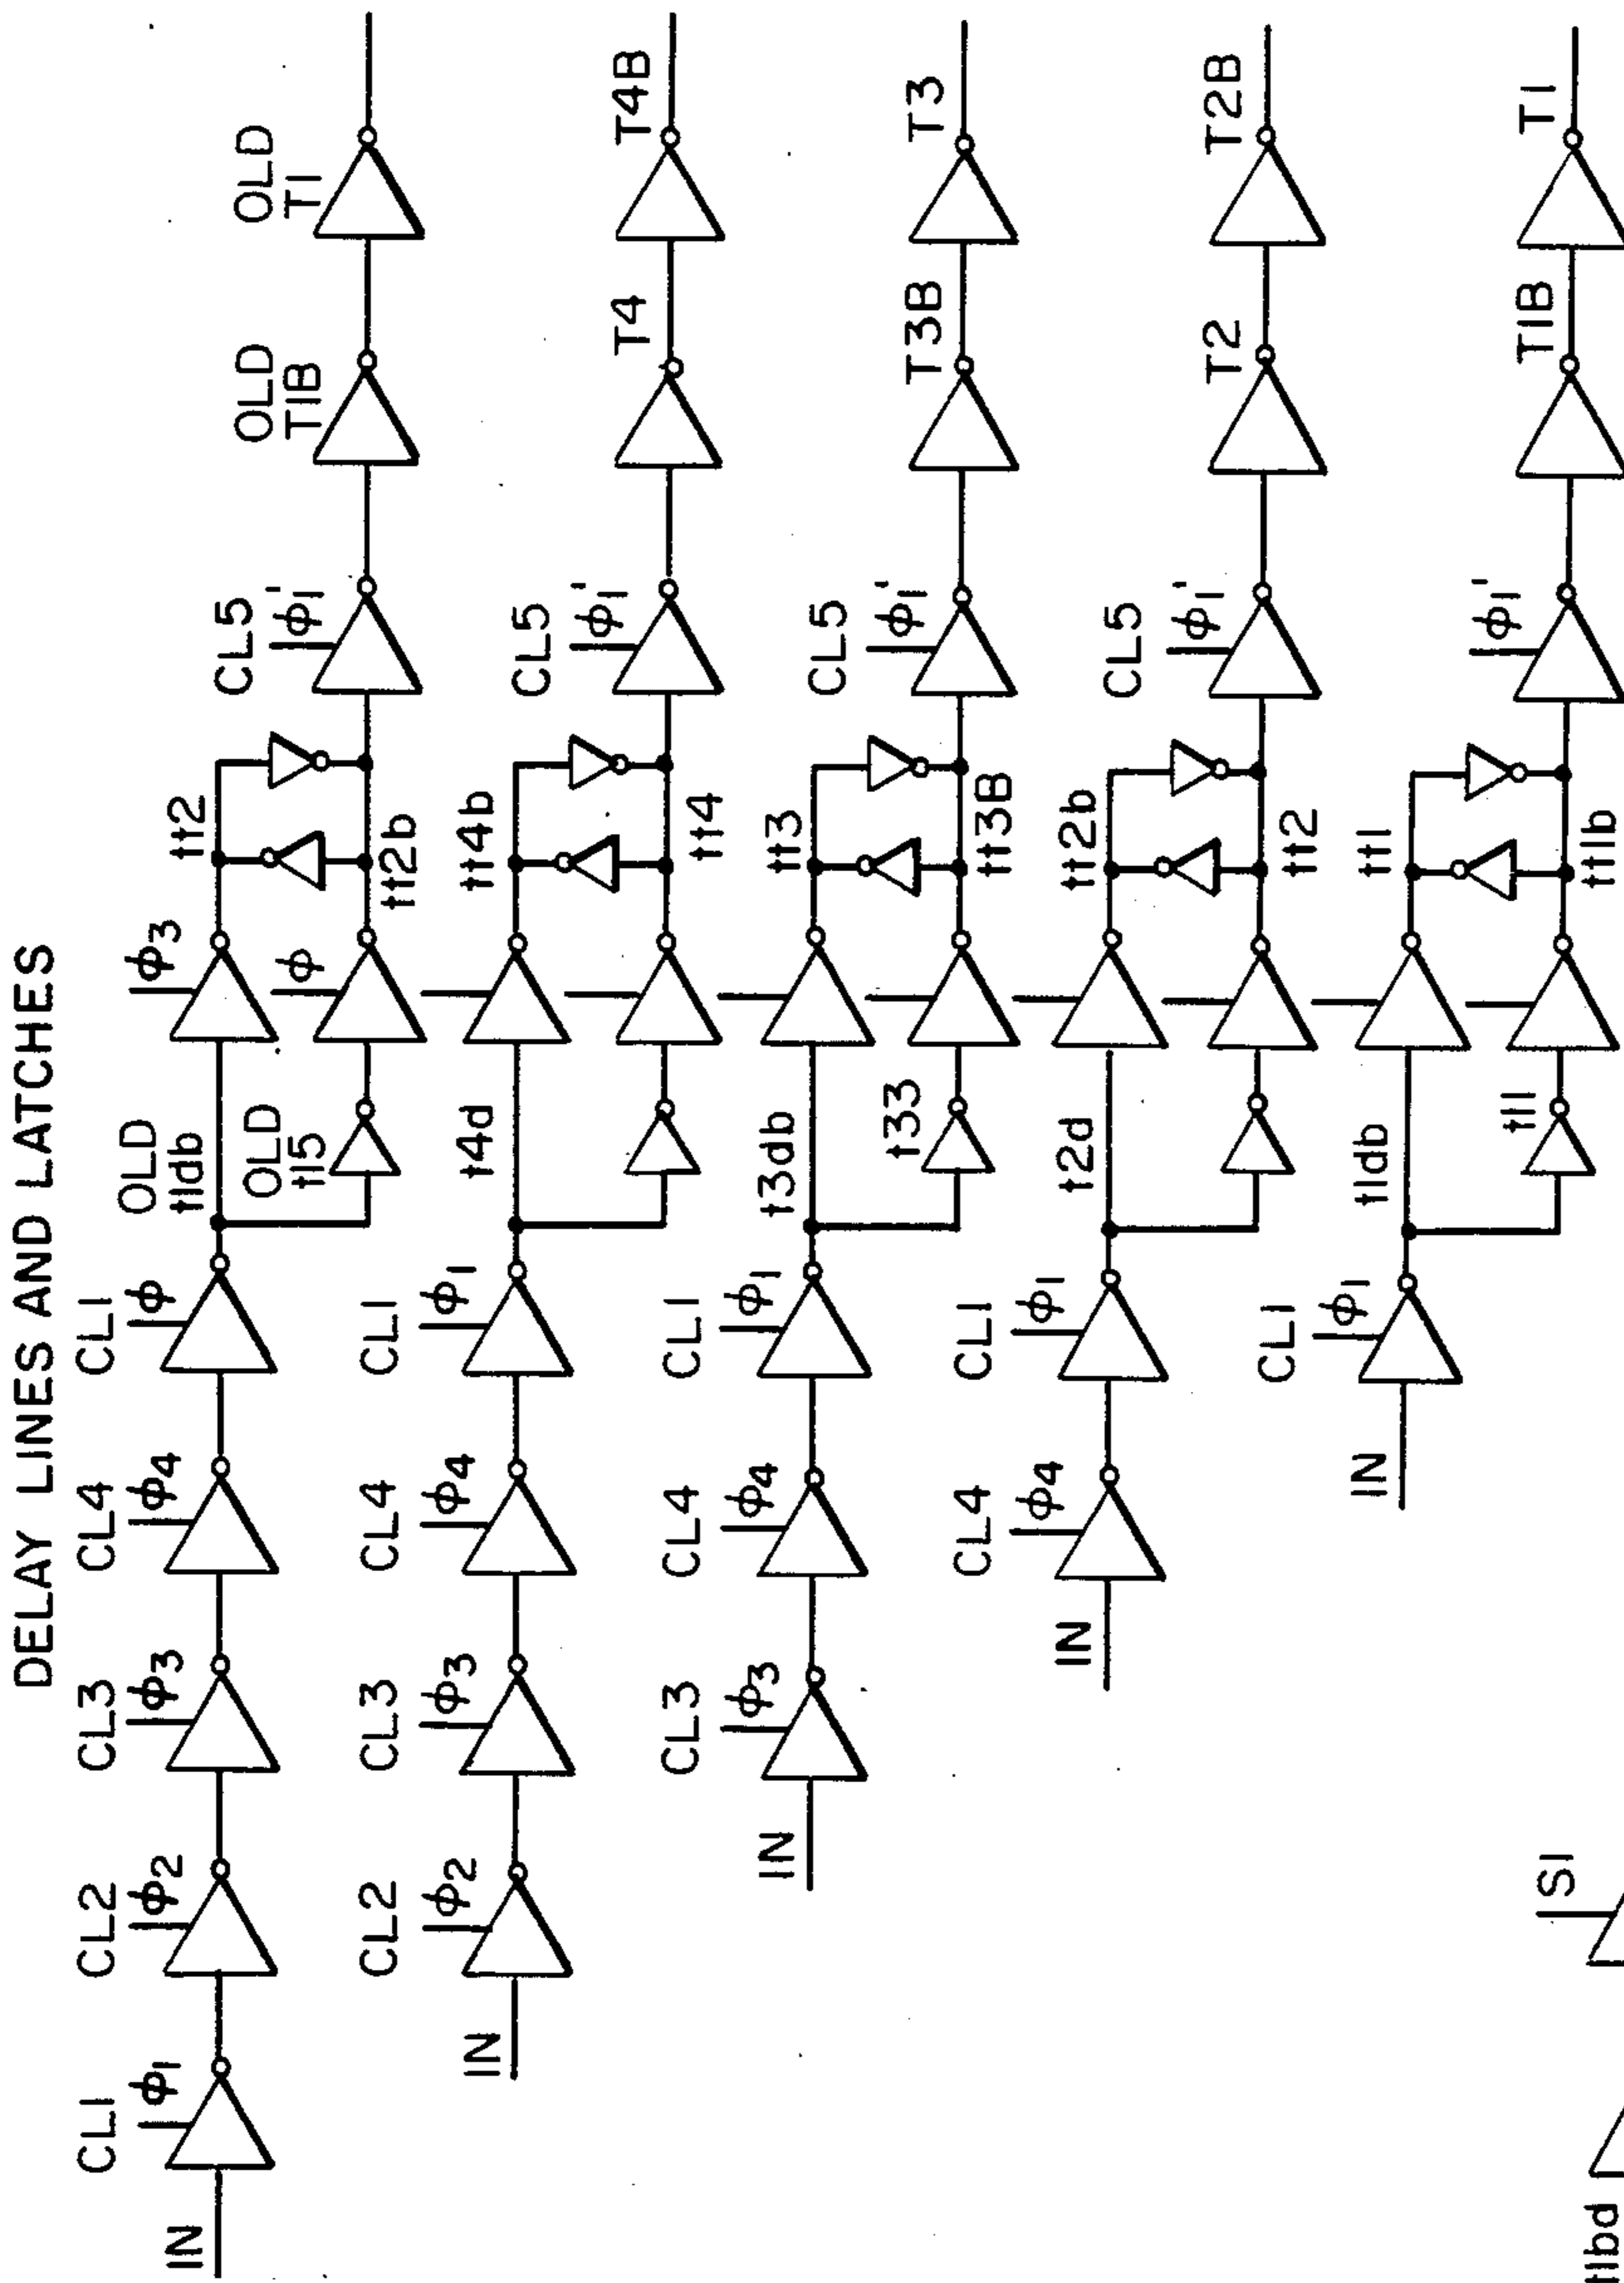 DELAY LINES AND LATCHES
CL1 CL2 CL3 CL4 CL1
IN ϕ1 ϕ2 ϕ3 ϕ4 ϕ
OLD t1db
OLD t15
ϕ3
ϕ
tt2
tt2b
CL5
ϕ1'
OLD T1B
OLD T1
CL2 CL3 CL4 CL1
IN ϕ2 ϕ3 ϕ4 ϕ1
t4d
tt4b
tt4
CL5
ϕ1'
T4
T4B
CL3 CL4 CL1
IN ϕ3 ϕ4 ϕ1
t3db
t33
tt3
tt3B
CL5
ϕ1'
T3B
T3
CL4 CL1
IN ϕ4 ϕ1
t2d
tt2b
tt2
CL5
ϕ1'
T2
T2B
CL1
IN ϕ1
t1db
t11
tt1
tt1b
ϕ1'
T1B
T1
t1bd
S1